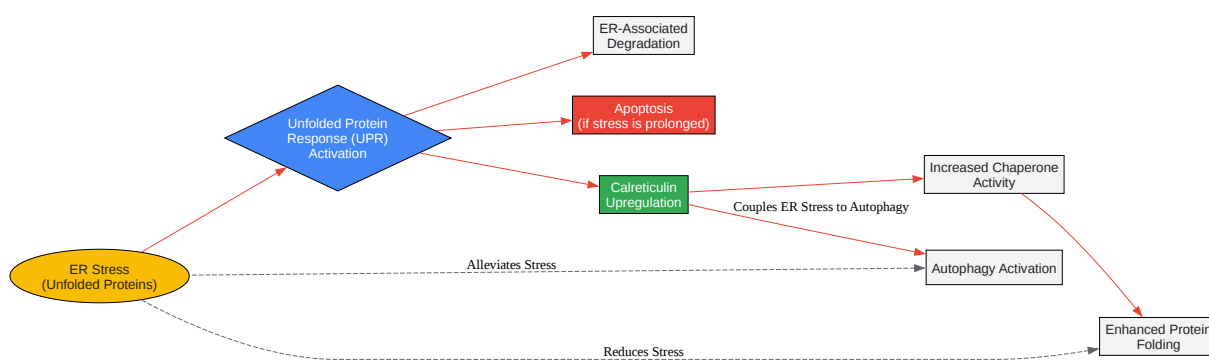 ER-Associated
Degradation
Apoptosis
(if stress is prolonged)
Unfolded Protein
Response (UPR)
Activation
Calreticulin
Upregulation
Increased Chaperone
Activity
Couples ER Stress to Autophagy
ER Stress
(Unfolded Proteins)
Alleviates Stress
Autophagy Activation
Enhanced Protein
Folding
Reduces Stress